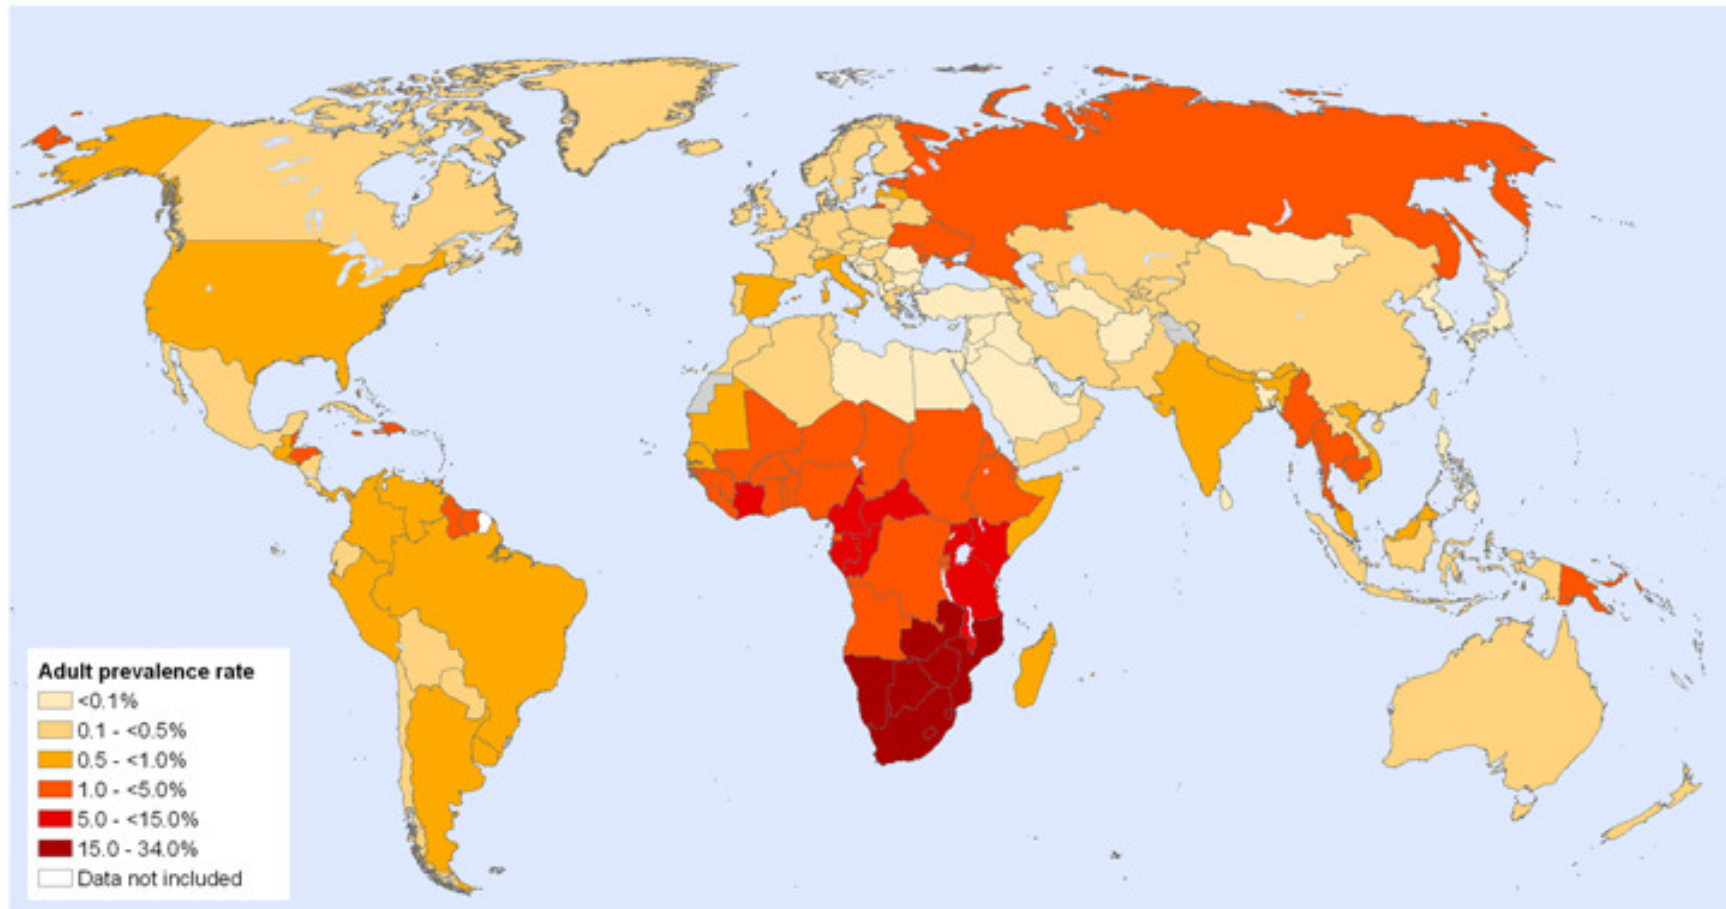 Adult prevalence rate
<0.1%
0.1 - <0.5%
0.5 - <1.0%
1.0 - <5.0%
5.0 - <15.0%
15.0 - 34.0%
Data not included